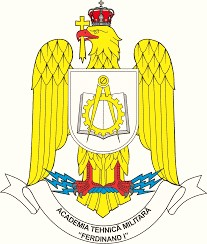 ACADEMIA TEHNICĂ MILITARĂ
"FERDINAND I"